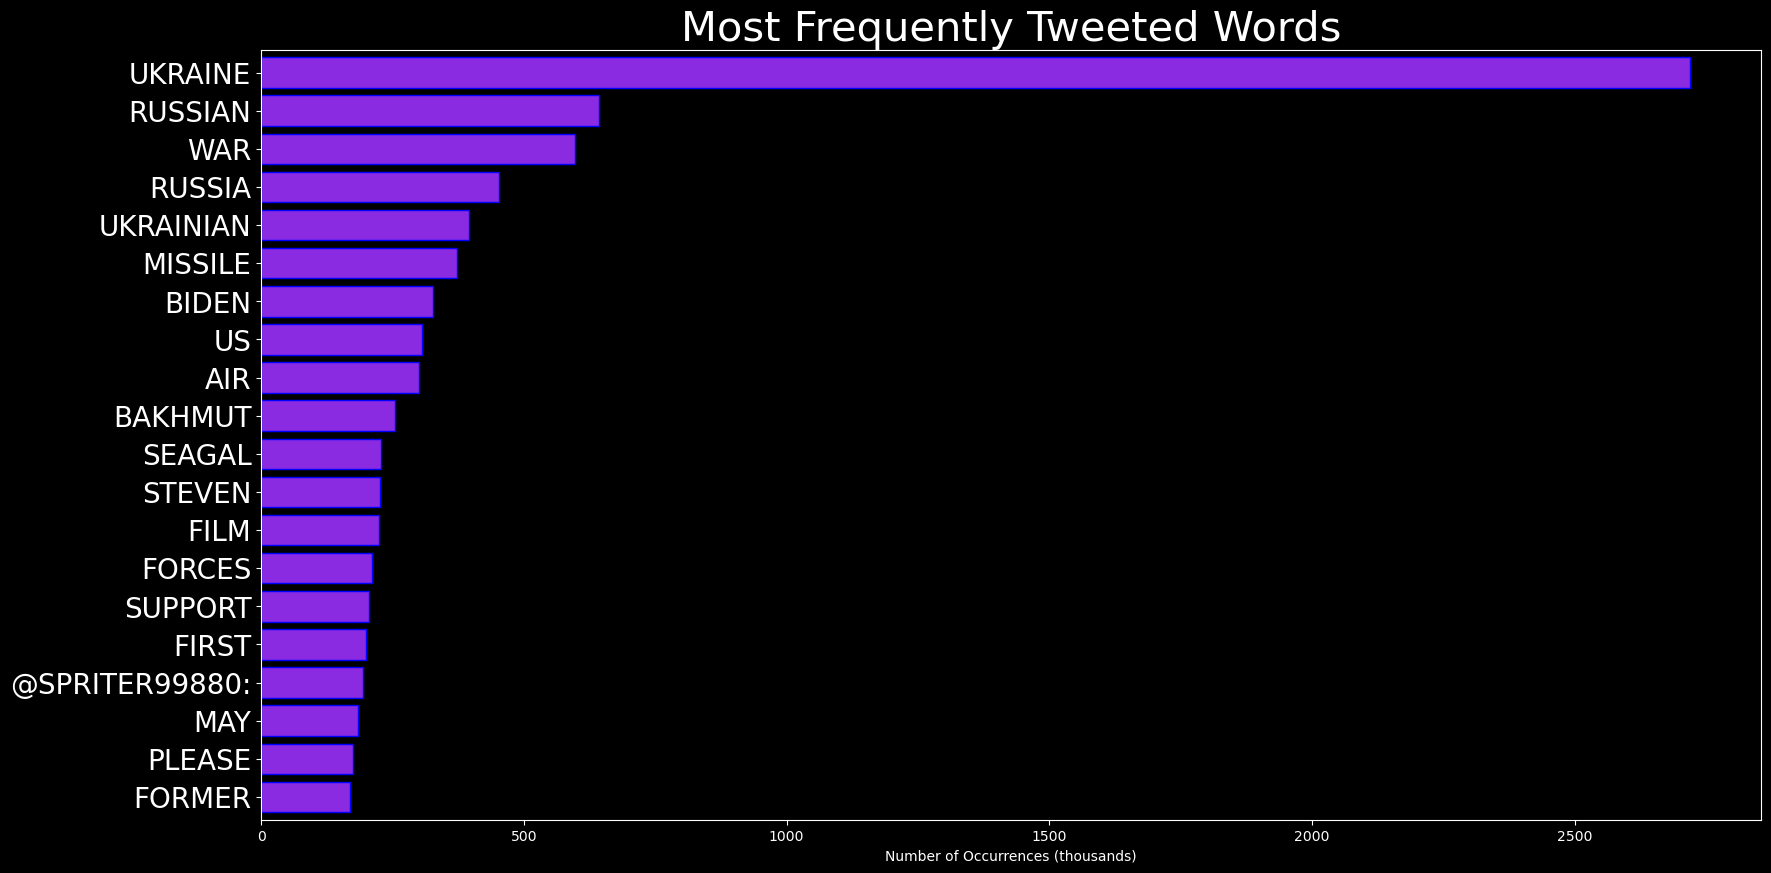 Most Frequently Tweeted Words
UKRAINE
RUSSIAN
WAR
RUSSIA
UKRAINIAN
MISSILE
BIDEN
US
AIR
BAKHMUT
SEAGAL
STEVEN
FILM
FORCES
SUPPORT
FIRST
@SPRITER99880:
MAY
PLEASE
FORMER
0 500 1000 1500 2000 2500
Number of Occurrences (thousands)